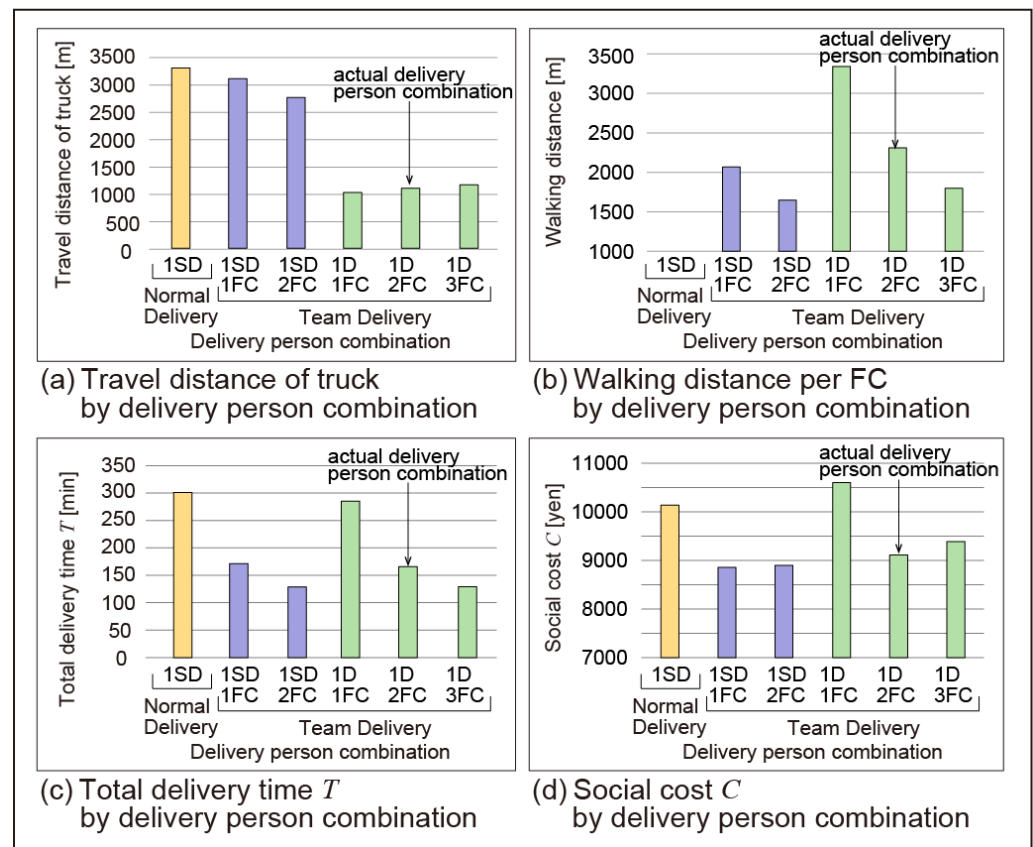 3500
3000
2500
2000
1500
1000
500
0
Travel distance of truck [m]
actual delivery
person combination
1SD
1SD
1SD
1D
1D
1D
1FC
2FC
1FC
2FC
3FC
Normal
Delivery
Team Delivery
Delivery person combination
(a) Travel distance of truck
by delivery person combination
3500
3000
2500
2000
1500
1000
Walking distance [m]
actual delivery
person combination
1SD
1SD
1SD
1D
1D
1D
1FC
2FC
1FC
2FC
3FC
Normal
Delivery
Team Delivery
Delivery person combination
(b) Walking distance per FC
by delivery person combination
350
300
250
200
150
100
50
0
Total delivery time T [min]
actual delivery
person combination
1SD
1SD
1SD
1D
1D
1D
1FC
2FC
1FC
2FC
3FC
Normal
Delivery
Team Delivery
Delivery person combination
(c) Total delivery time T
by delivery person combination
11000
10000
9000
8000
7000
Social cost C [yen]
actual delivery
person combination
1SD
1SD
1SD
1D
1D
1D
1FC
2FC
1FC
2FC
3FC
Normal
Delivery
Team Delivery
Delivery person combination
(d) Social cost C
by delivery person combination